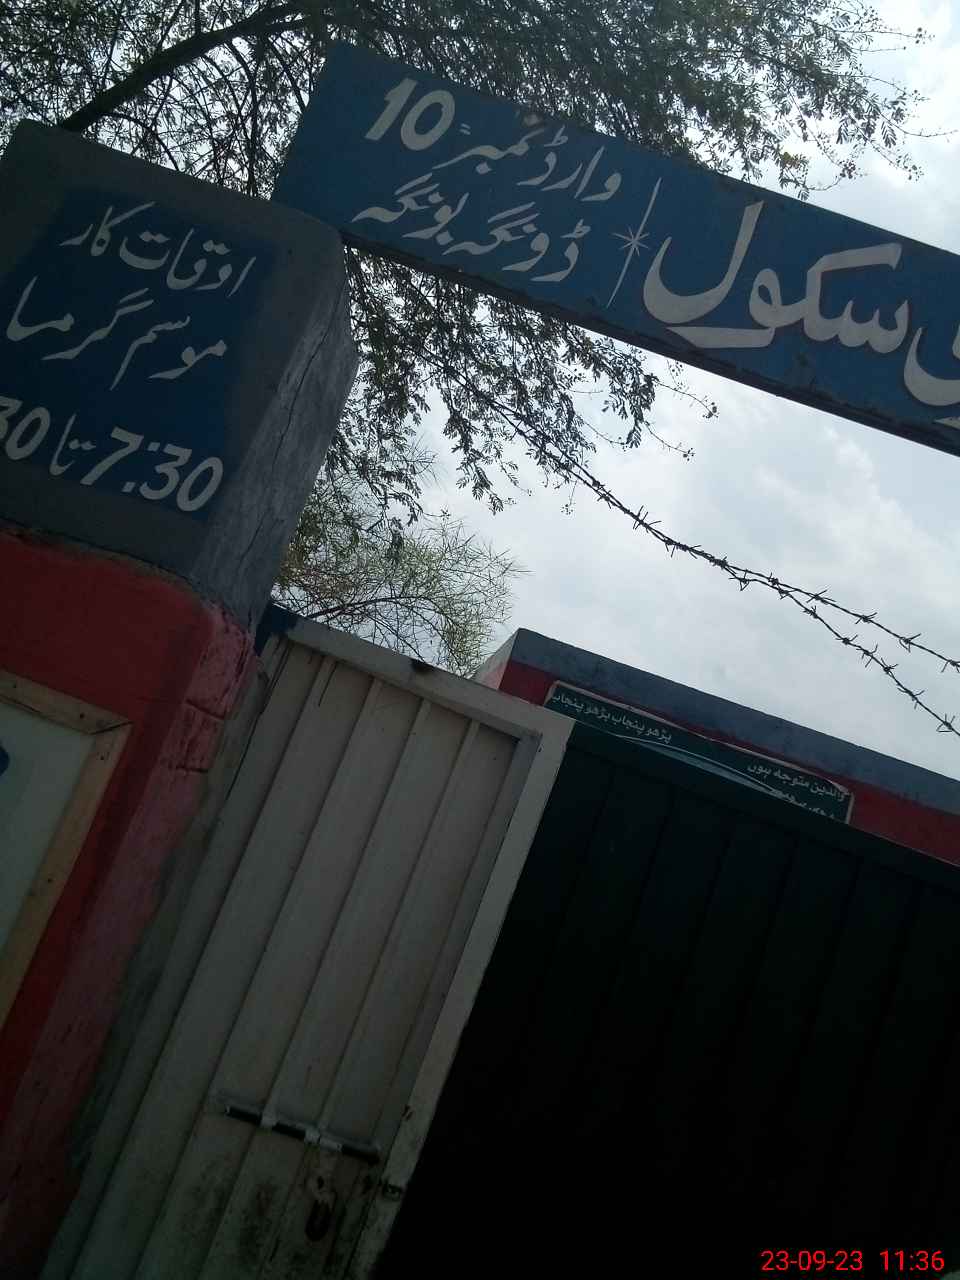 سکول
وارڈ نمبر 10
ڈونگہ بونگہ
اوقات کار
موسم گرما
7:30 تا 30
پڑھو پنجاب بڑھو پنجاب
والدین متوجہ ہوں
23-09-23 11:36